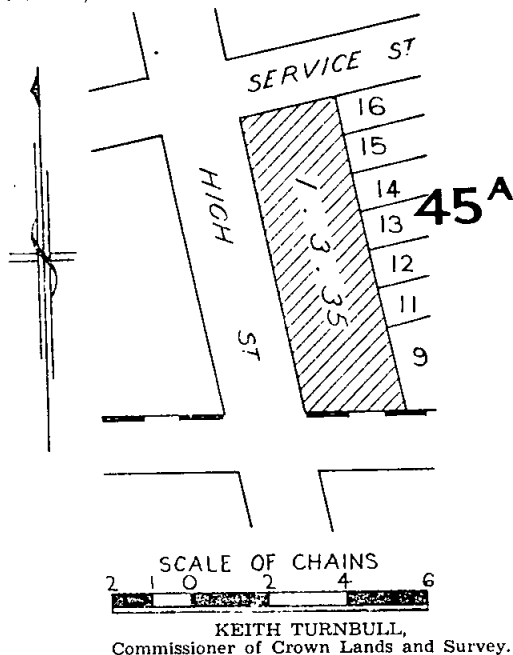 SERVICE ST
16
15
HIGH ST
1.3.35
14
45A
13
12
11
9
SCALE OF CHAINS
2 1 0 2 4 6
KEITH TURNBULL,
Commissioner of Crown Lands and Survey.